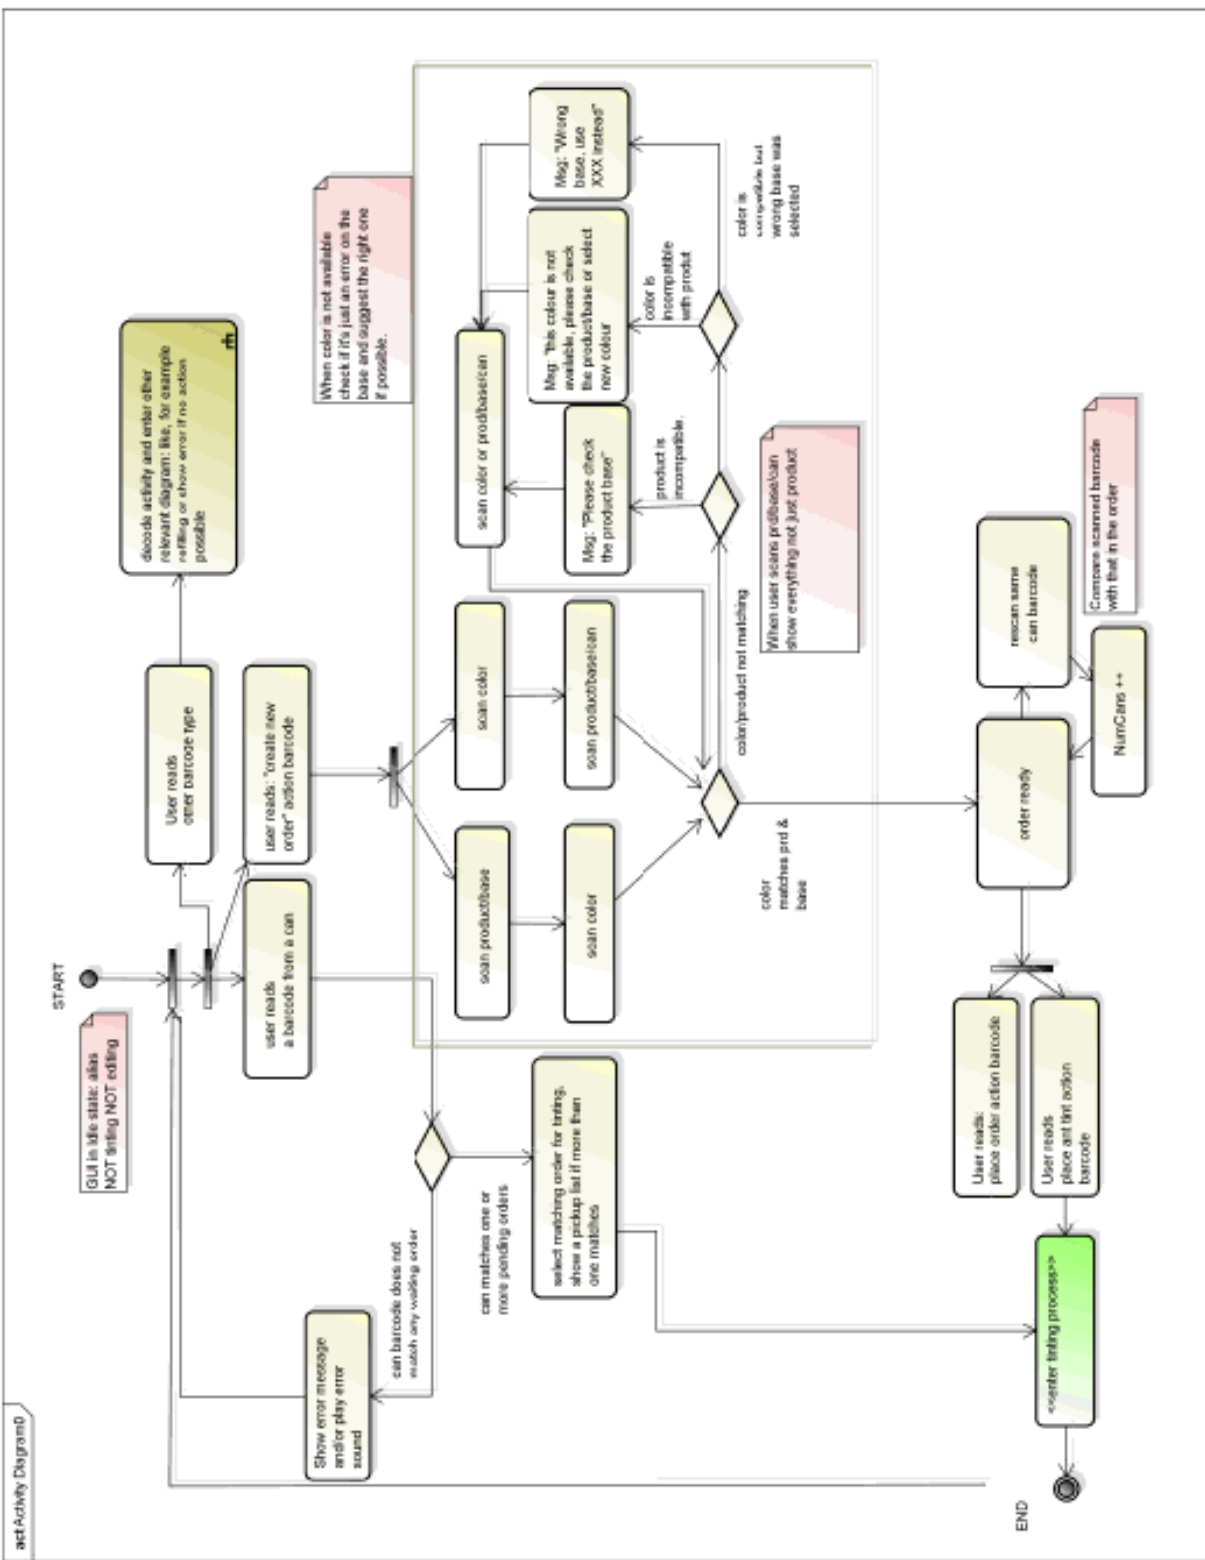 act Activity Diagram0
START
GUI in Idle state: alias
NOT tinting NOT editing
User reads
other barcode type
decode activity and enter other
relevant diagram: like, for example
refilling or show error if no action
possible
user reads
a barcode from a can
user reads: "create new
order" action barcode
When color is not available
check if it's just an error on the
base and suggest the right one
if possible.
Show error message
and/or play error
sound
can barcode does not
match any waiting order
can matches one or
more pending orders
select matching order for tinting,
show a pickup list if more than
one matches
scan product/base
scan color
scan color
scan product/base/can
scan color or prod/base/can
Msg: "Please check
the product base"
Msg: "this colour is not
available, please check
the product/base or select
new colour
Msg: "Wrong
base, use
XXX instead"
product is
incompatible.
color is
incompatible
with produt
color is
compatible but
wrong base was
selected
color/product not matching
color
matches prd &
base
When user scans prd/base/can
show everything not just product
order ready
rescan same
can barcode
NumCans ++
Compare scanned barcode
with that in the order
User reads:
place order action barcode
User reads
place ant tint action
barcode
<<enter tinting process>>
END